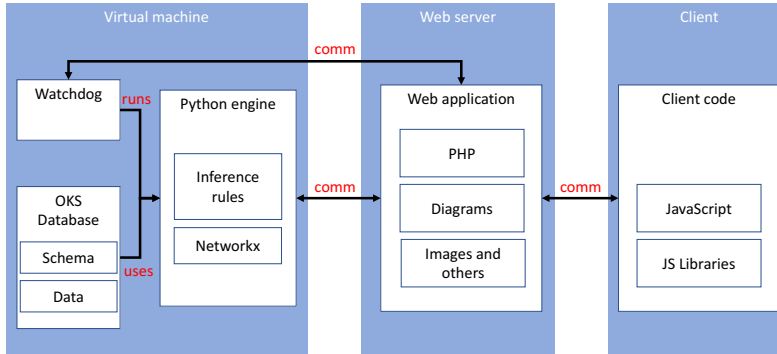 Virtual machine
Web server
Client
comm
Watchdog
runs
Python engine
Web application
Client code
PHP
Inference
rules
comm
comm
OKS
Database
Diagrams
JavaScript
Schema
Networkx
Images and
others
JS Libraries
uses
Data